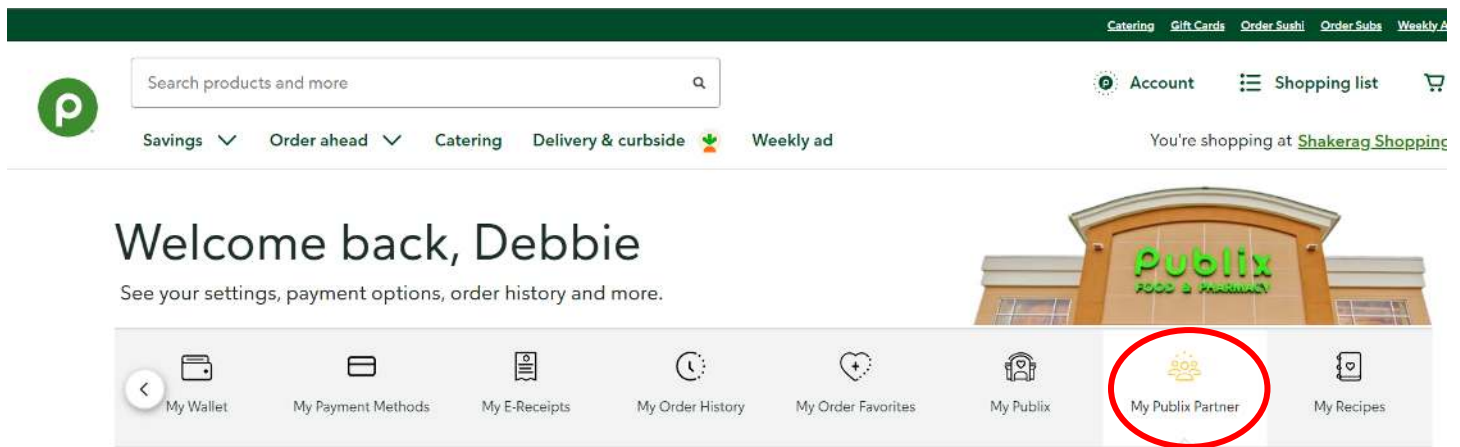 Catering Gift Cards Order Sushi Order Subs Weekly A
Search products and more
Account Shopping list
Savings Order ahead Catering Delivery & curbside Weekly ad
You're shopping at Shakerag Shopping
Welcome back, Debbie
See your settings, payment options, order history and more.
Publix
FOOD & PHARMACY
My Wallet My Payment Methods My E-Receipts My Order History My Order Favorites My Publix My Publix Partner My Recipes